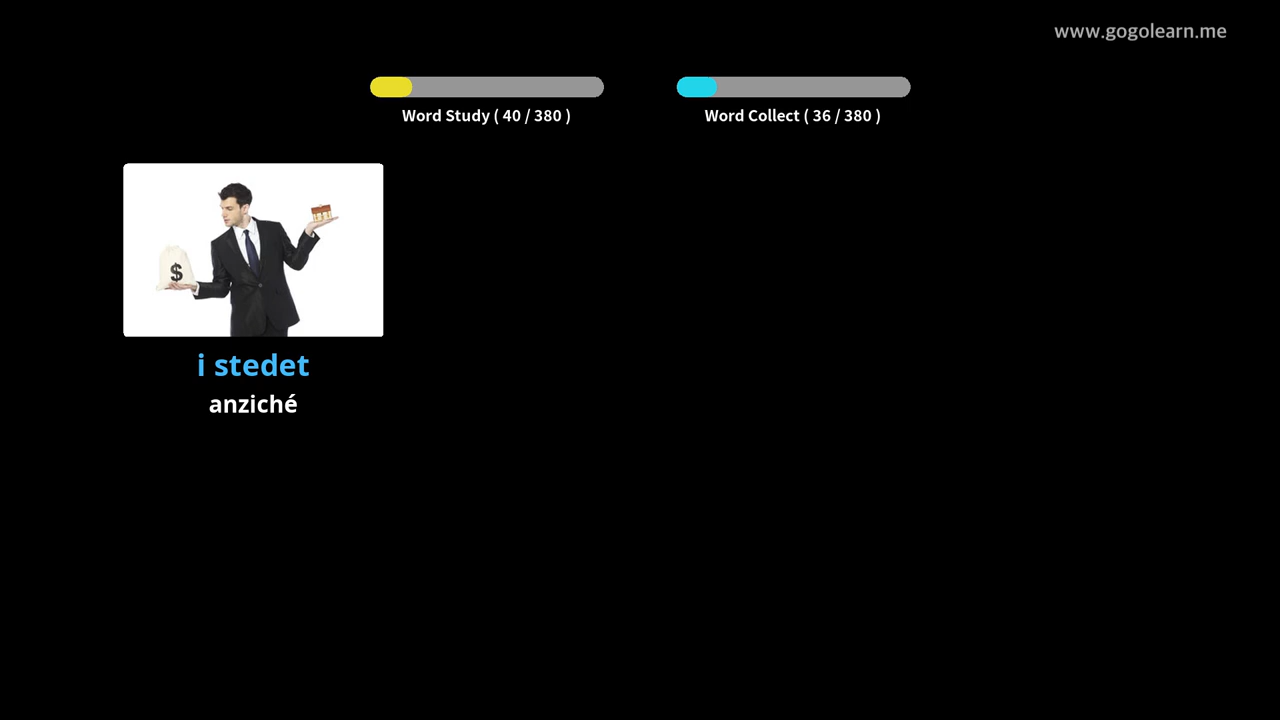 www.gogolearn.me
Word Study ( 40 / 380 )
Word Collect ( 36 / 380 )
$
i stedet
anziché